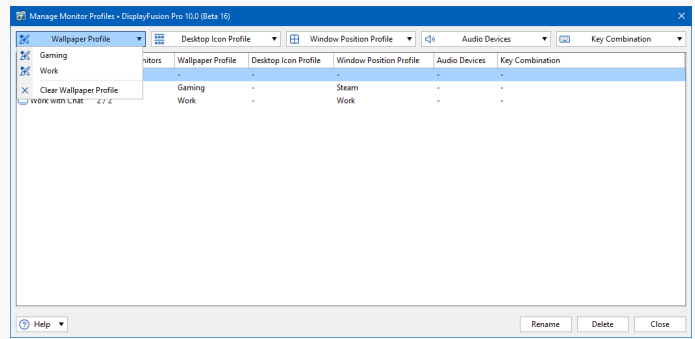 Manage Monitor Profiles • DisplayFusion Pro 10.0 (Beta 16)
Wallpaper Profile Desktop Icon Profile Window Position Profile Audio Devices Key Combination
Gaming
Work
Clear Wallpaper Profile
nitors Wallpaper Profile Desktop Icon Profile Window Position Profile Audio Devices Key Combination
- - - - -
Gaming - Steam - -
Work with Chat 2 / 2 Work - Work - -
Help Rename Delete Close